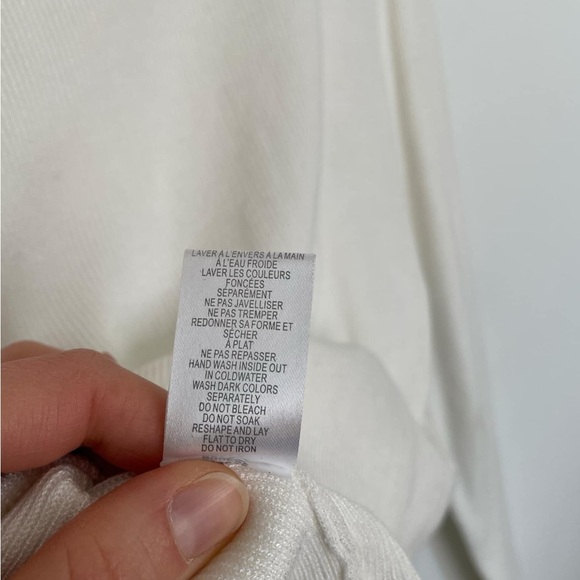 LAVER À L'ENVERS À LA MAIN
À L'EAU FROIDE
LAVER LES COULEURS
FONCÉES
SÉPARÉMENT
NE PAS JAVELLISER
NE PAS TREMPER
REDONNER SA FORME ET
SÉCHER
À PLAT
NE PAS REPASSER
HAND WASH INSIDE OUT
IN COLDWATER
WASH DARK COLORS
SEPARATELY
DO NOT BLEACH
DO NOT SOAK
RESHAPE AND LAY
FLAT TO DRY
DO NOT IRON